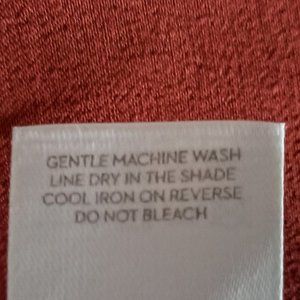 GENTLE MACHINE WASH
LINE DRY IN THE SHADE
COOL IRON ON REVERSE
DO NOT BLEACH